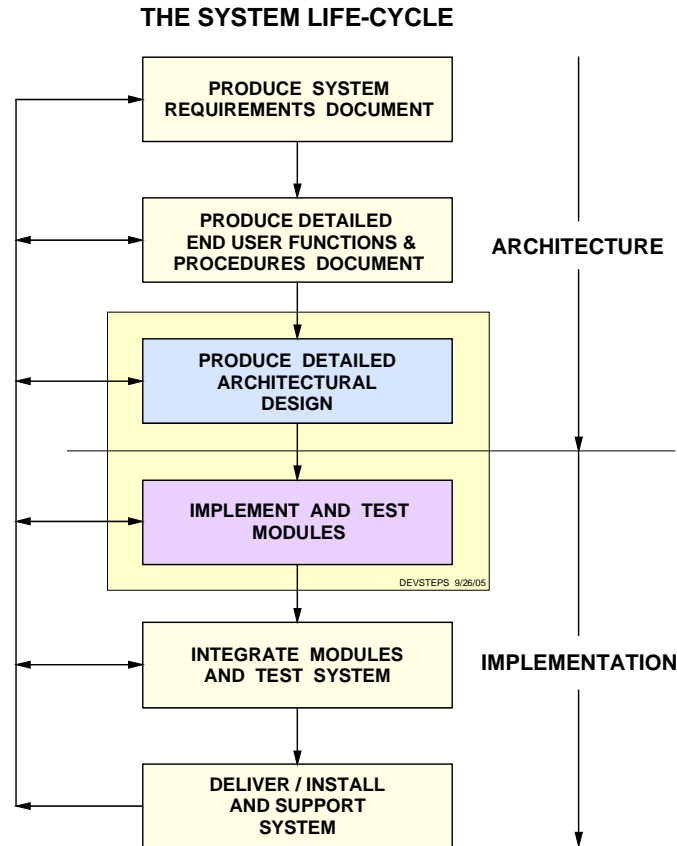 THE SYSTEM LIFE-CYCLE
PRODUCE SYSTEM
REQUIREMENTS DOCUMENT
PRODUCE DETAILED
END USER FUNCTIONS &
PROCEDURES DOCUMENT
ARCHITECTURE
PRODUCE DETAILED
ARCHITECTURAL
DESIGN
IMPLEMENT AND TEST
MODULES
DEVSTEPS 9/26/05
INTEGRATE MODULES
AND TEST SYSTEM
IMPLEMENTATION
DELIVER / INSTALL
AND SUPPORT
SYSTEM